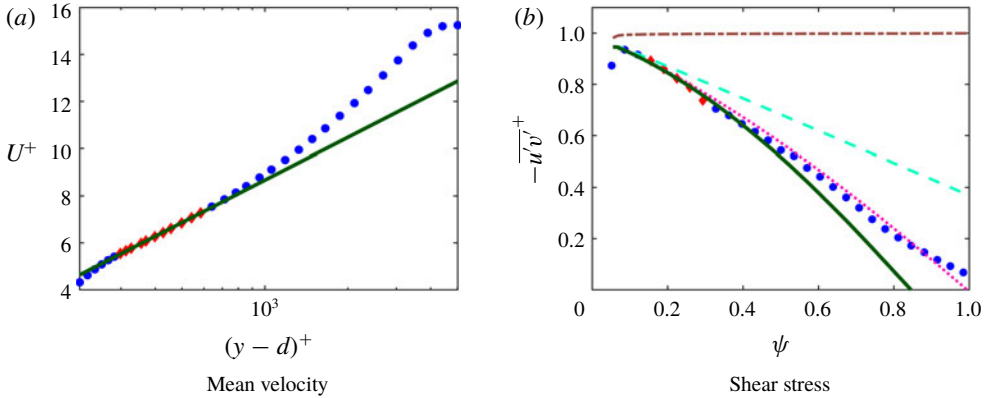 (a)
16
14
12
10
8
6
4
U⁺
10³
(y − d)⁺
Mean velocity
(b)
1.0
0.8
0.6
0.4
0.2
−u′v′⁺
0
0.2
0.4
0.6
0.8
1.0
ψ
Shear stress